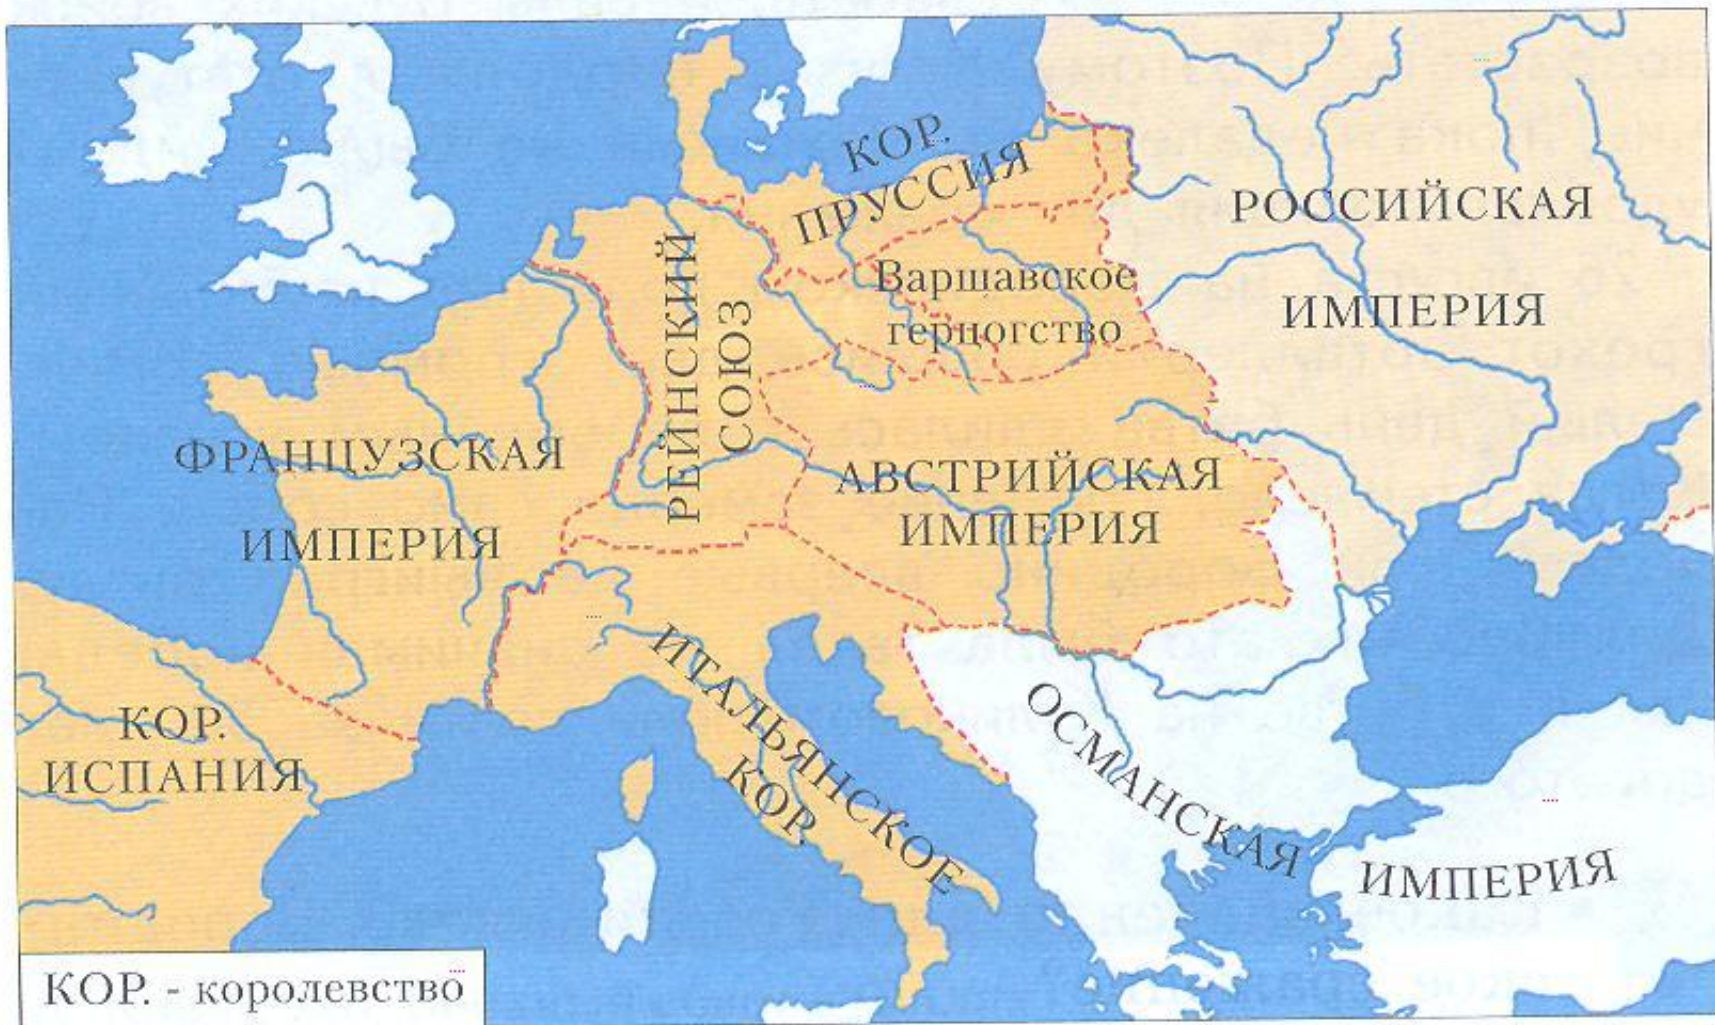 КОР.
ПРУССИЯ
РОССИЙСКАЯ
ИМПЕРИЯ
Варшавское
герцогство
РЕЙНСКИЙ
СОЮЗ
ФРАНЦУЗСКАЯ
ИМПЕРИЯ
АВСТРИЙСКАЯ
ИМПЕРИЯ
ИТАЛЬЯНСКОЕ
КОР.
КОР.
ИСПАНИЯ
ОСМАНСКАЯ
ИМПЕРИЯ
КОР. - королевство